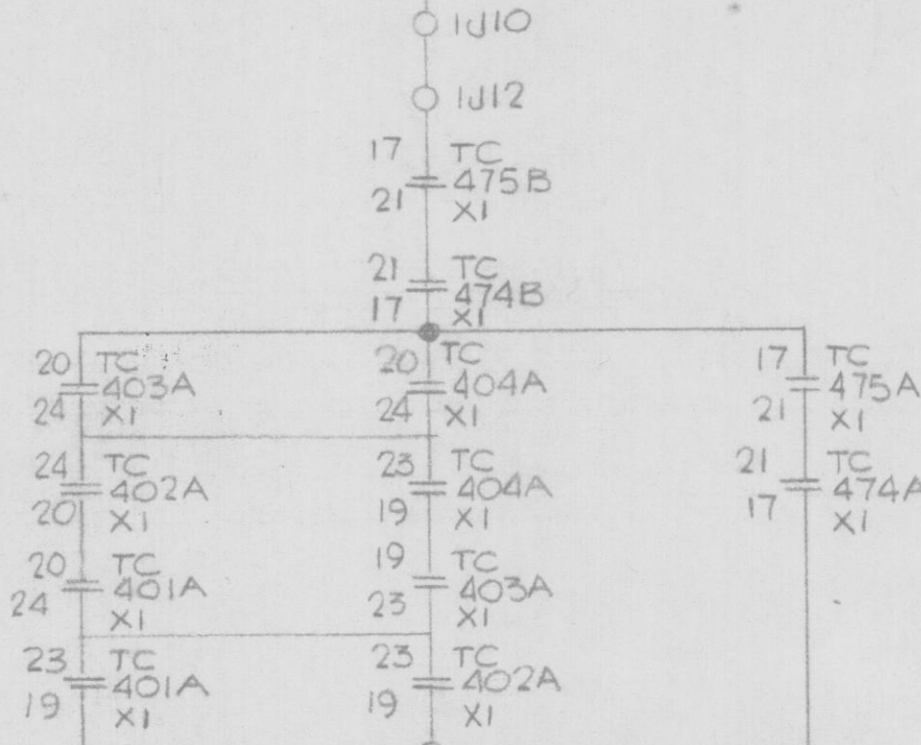 1J10
1J12
17 TC
475B
21 X1
21 TC
474B
17 X1
20 TC
403A
24 X1
20 TC
404A
24 X1
17 TC
475A
21 X1
24 TC
402A
20 X1
23 TC
404A
19 X1
21 TC
474A
17 X1
20 TC
401A
24 X1
19 TC
403A
23 X1
23 TC
401A
19 X1
23 TC
402A
19 X1